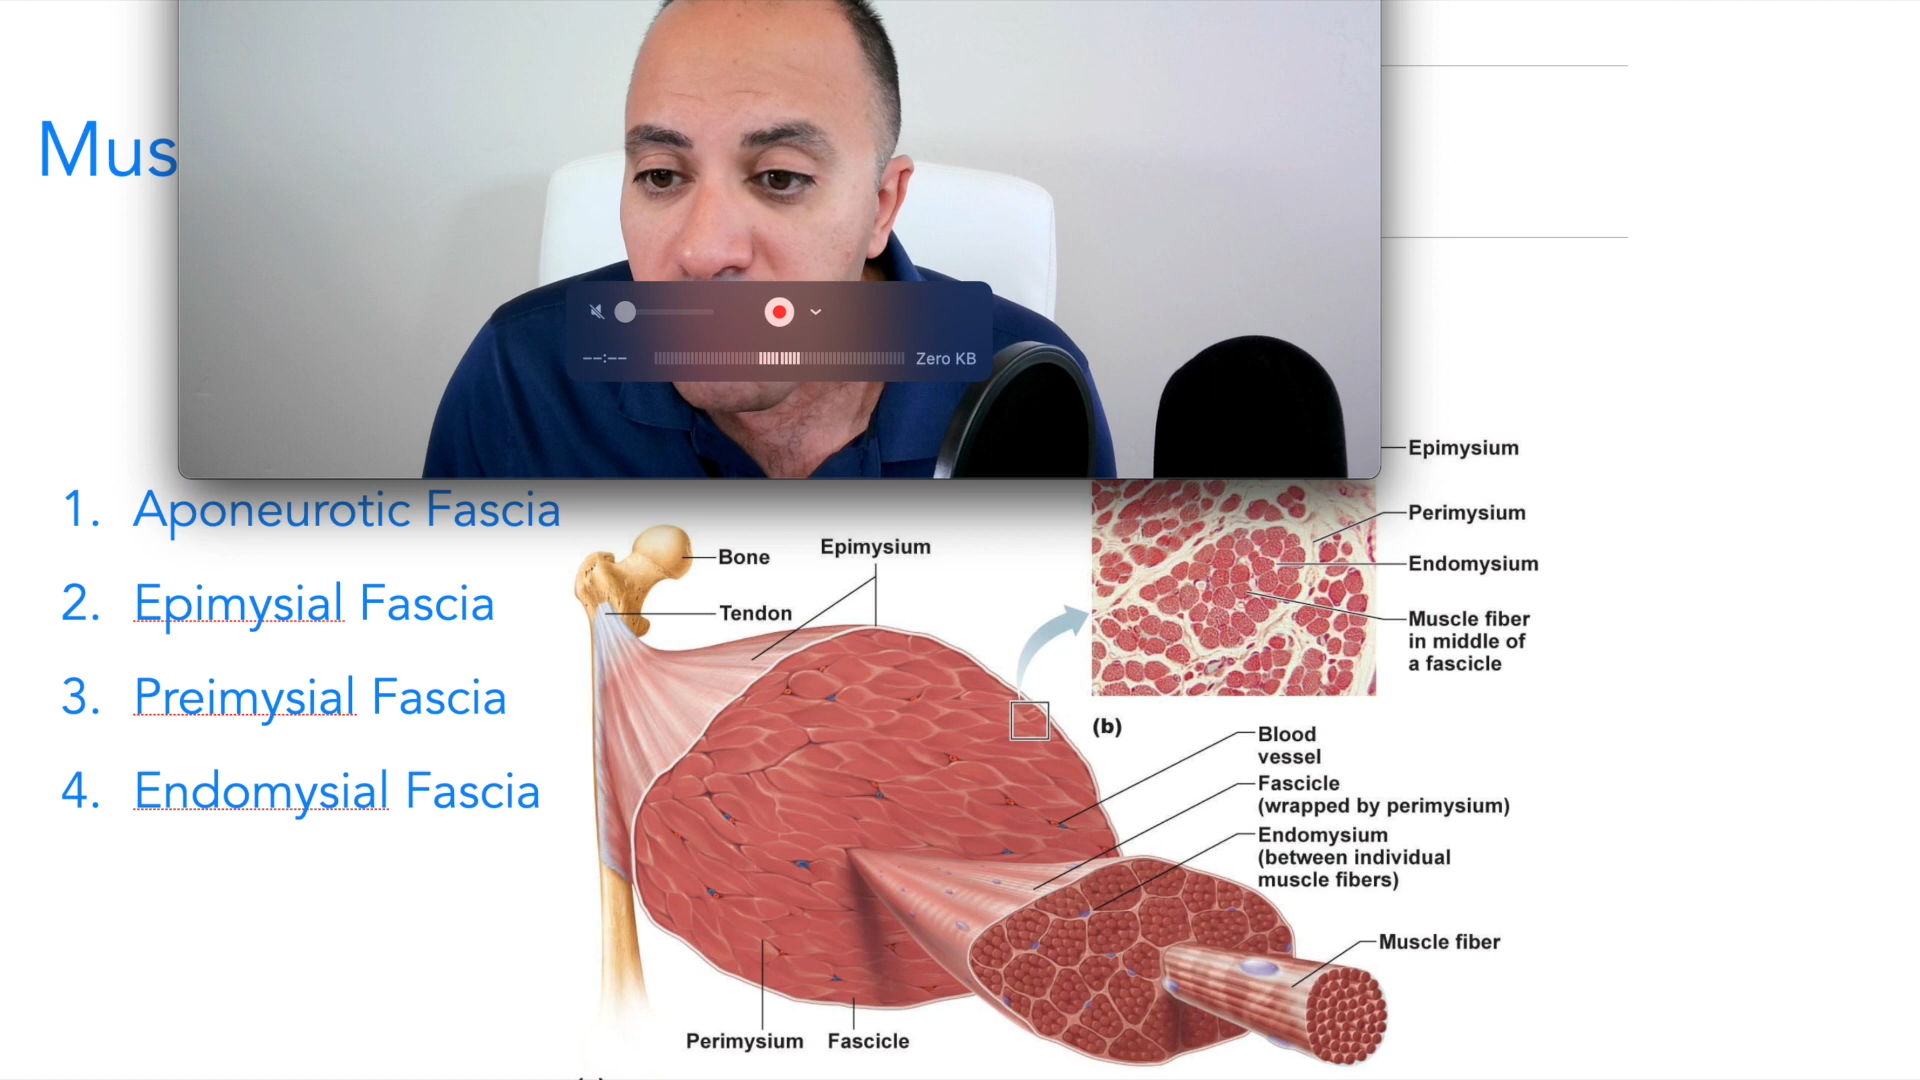 Mus
--:--
Zero KB
1. Aponeurotic Fascia
2. Epimysial Fascia
3. Preimysial Fascia
4. Endomysial Fascia
Bone
Tendon
Epimysium
Epimysium
Perimysium
Endomysium
Muscle fiber
in middle of
a fascicle
(b)
Blood
vessel
Fascicle
(wrapped by perimysium)
Endomysium
(between individual
muscle fibers)
Muscle fiber
Perimysium
Fascicle